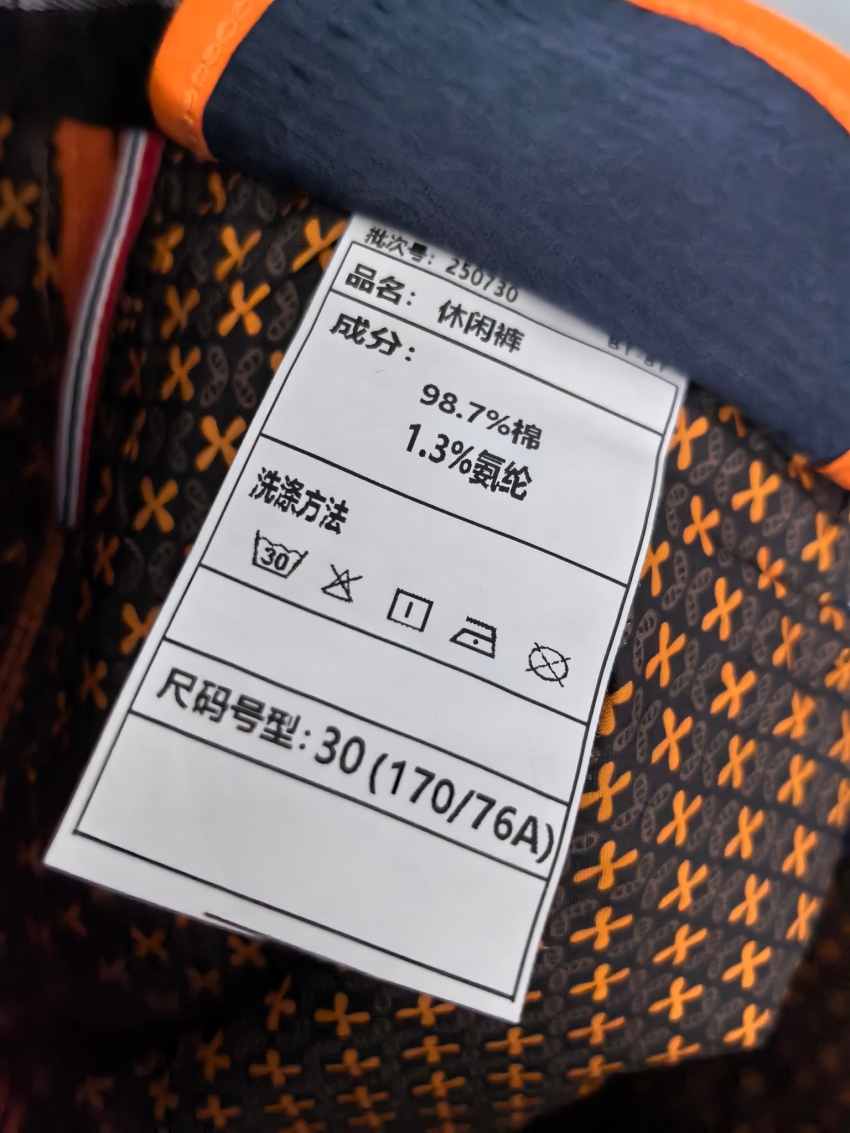 批次号：250730
品名：休闲裤
成分：
98.7%棉
1.3%氨纶
洗涤方法
30
尺码号型：30（170/76A）